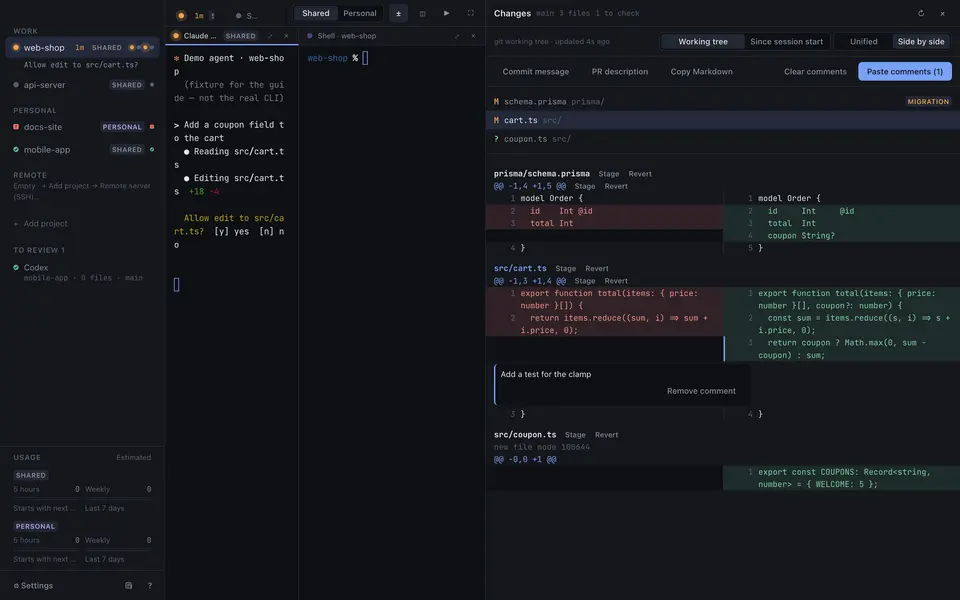 WORK
web-shop 1m SHARED
Allow edit to src/cart.ts?
api-server SHARED
PERSONAL
docs-site PERSONAL
mobile-app SHARED
REMOTE
Empty · + Add project → Remote server
(SSH)…
+ Add project
TO REVIEW 1
Codex
mobile-app · 0 files · main
USAGE Estimated
SHARED
5 hours 0 Weekly 0
Starts with next … Last 7 days
PERSONAL
5 hours 0 Weekly 0
Starts with next … Last 7 days
Settings ?
1m S… Shared Personal
Claude … SHARED
Demo agent · web-sho
p
(fixture for the gui
de — not the real CLI)
> Add a coupon field t
o the cart
● Reading src/cart.t
s
● Editing src/cart.t
s +18 -4
Allow edit to src/ca
rt.ts? [y] yes [n] n
o
Shell · web-shop
web-shop %
Changes main 3 files 1 to check
git working tree · updated 4s ago
Working tree Since session start Unified Side by side
Commit message PR description Copy Markdown Clear comments Paste comments (1)
M schema.prisma prisma/ MIGRATION
M cart.ts src/
? coupon.ts src/
prisma/schema.prisma Stage Revert
@@ -1,4 +1,5 @@ Stage Revert
1 model Order { 1 model Order {
2 id Int @id 2 id Int @id
3 total Int 3 total Int
4 coupon String?
4 } 5 }
src/cart.ts Stage Revert
@@ -1,3 +1,4 @@ Stage Revert
1 export function total(items: { price: 1 export function total(items: { price:
number }[]) { number }[], coupon?: number) {
2 return items.reduce((sum, i) => sum + 2 const sum = items.reduce((s, i) => s +
i.price, 0); i.price, 0);
3 return coupon ? Math.max(0, sum -
coupon) : sum;
Add a test for the clamp
Remove comment
3 } 4 }
src/coupon.ts Stage Revert
new file mode 100644
@@ -0,0 +1 @@
1 export const COUPONS: Record<string,
number> = { WELCOME: 5 };